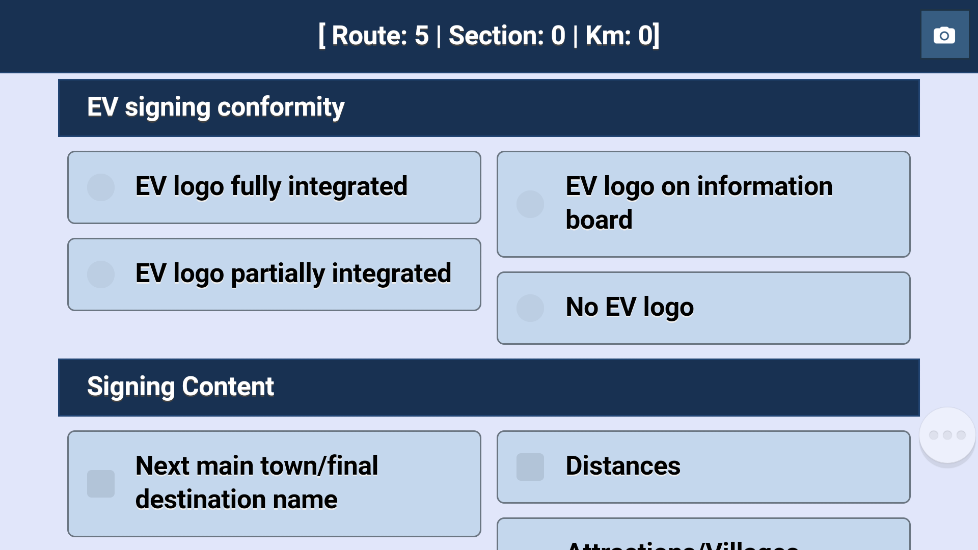 [ Route: 5 | Section: 0 | Km: 0]
EV signing conformity
EV logo fully integrated
EV logo on information
board
EV logo partially integrated
No EV logo
Signing Content
Next main town/final
destination name
Distances
Attractions/Villages